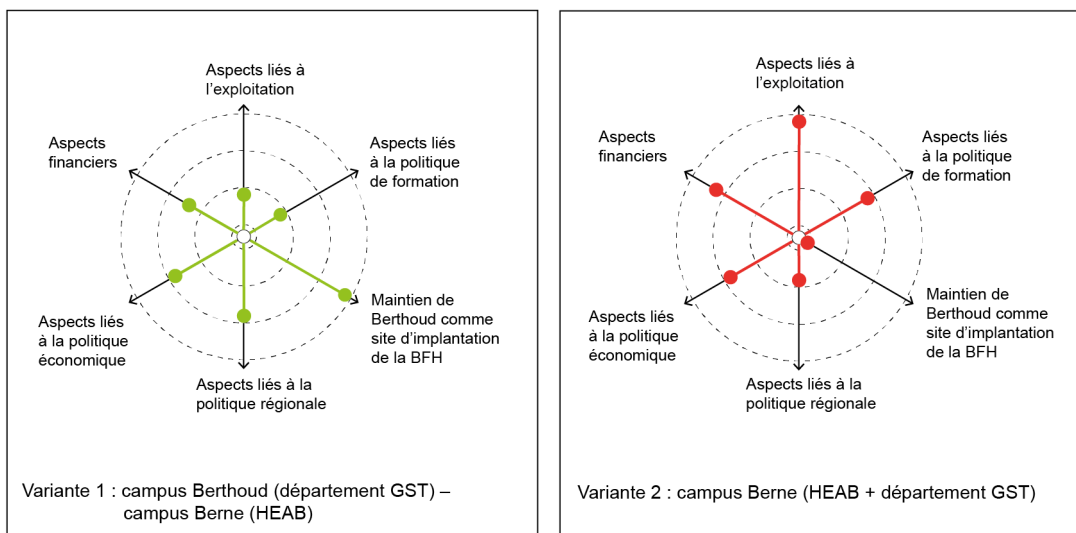 Aspects liés à
l'exploitation
Aspects
financiers
Aspects liés
à la politique
de formation
Aspects liés
à la politique
économique
Maintien de
Berthoud comme
site d'implantation
de la BFH
Aspects liés à la
politique régionale
Variante 1 : campus Berthoud (département GST) –
campus Berne (HEAB)
Aspects liés à
l'exploitation
Aspects
financiers
Aspects liés
à la politique
de formation
Aspects liés
à la politique
économique
Maintien de
Berthoud comme
site d'implantation
de la BFH
Aspects liés à la
politique régionale
Variante 2 : campus Berne (HEAB + département GST)